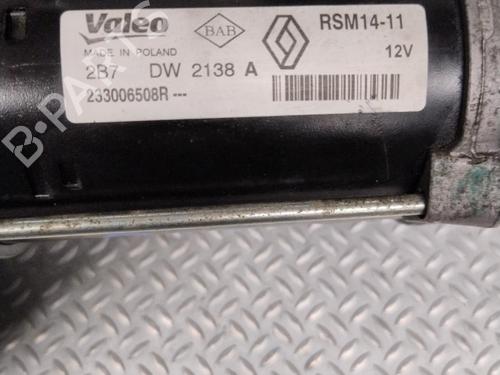 Valeo
BAB
RSM14-11
MADE IN POLAND
12V
2B7 DW 2138 A
233006508R ---
B-PARTS